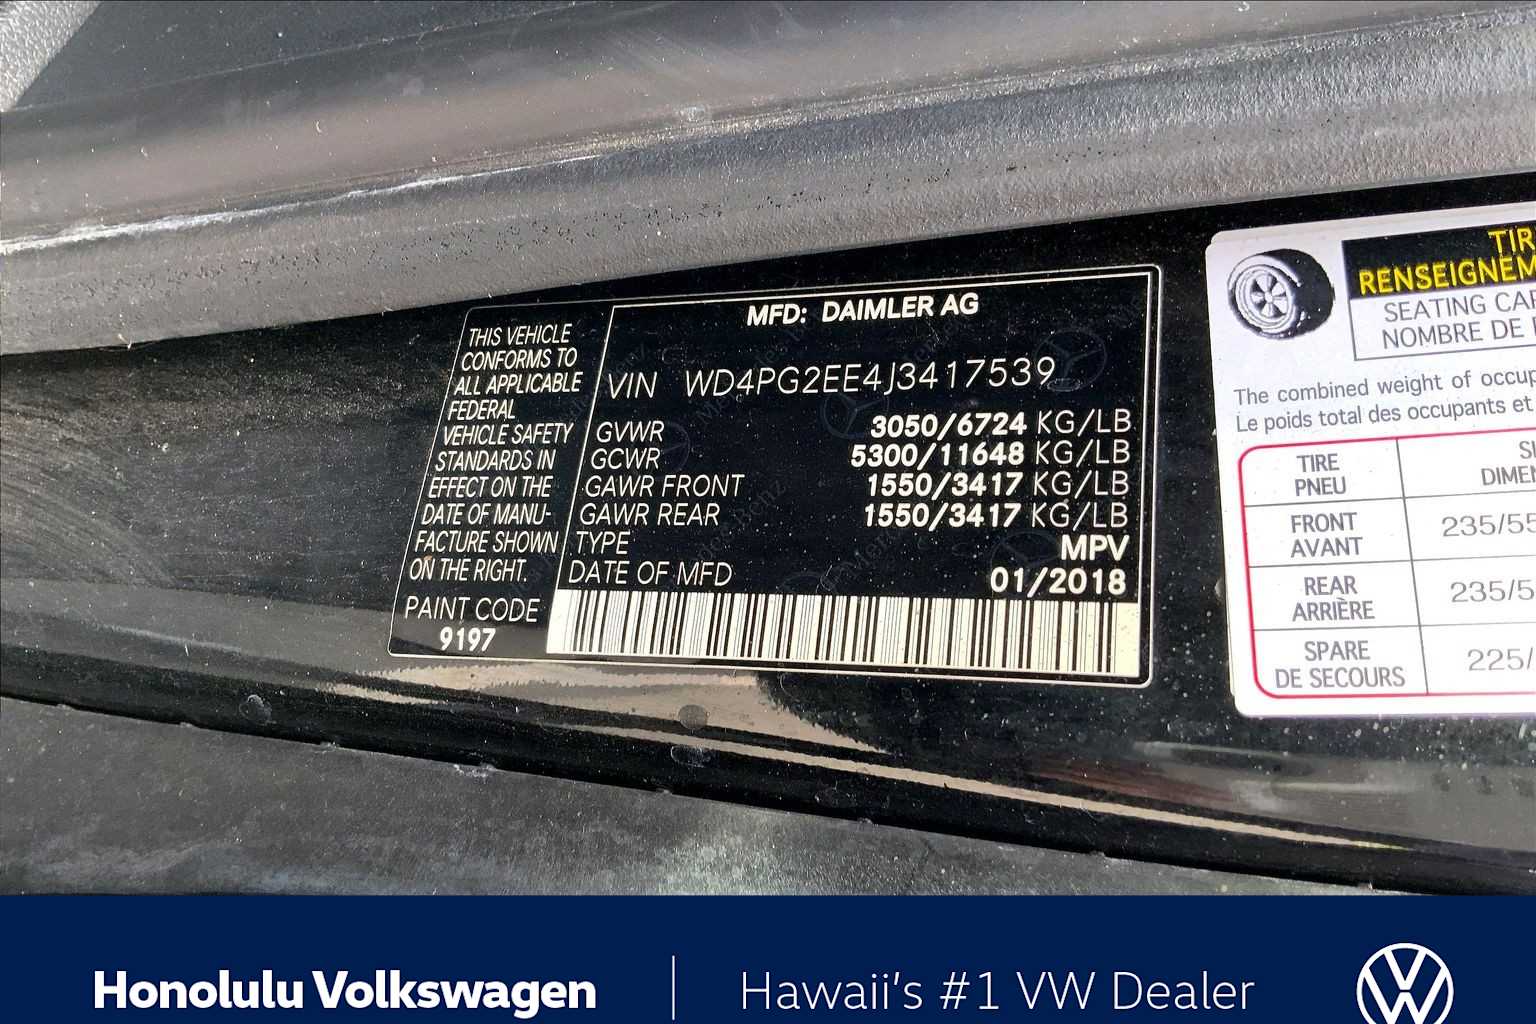 THIS VEHICLE
CONFORMS TO
ALL APPLICABLE
FEDERAL
VEHICLE SAFETY
STANDARDS IN
EFFECT ON THE
DATE OF MANU-
FACTURE SHOWN
ON THE RIGHT.
PAINT CODE
9197
MFD: DAIMLER AG
VIN WD4PG2EE4J3417539
GVWR 3050/6724 KG/LB
GCWR 5300/11648 KG/LB
GAWR FRONT 1550/3417 KG/LB
GAWR REAR 1550/3417 KG/LB
TYPE MPV
DATE OF MFD 01/2018
SEATING
NOMBRE DE
The combined weight of
Le poids total des occupants et
TIRE
PNEU
FRONT
AVANT
235/55
REAR
ARRIÈRE
235/5
SPARE
DE SECOURS
225/
Honolulu Volkswagen
Hawaii's #1 VW Dealer